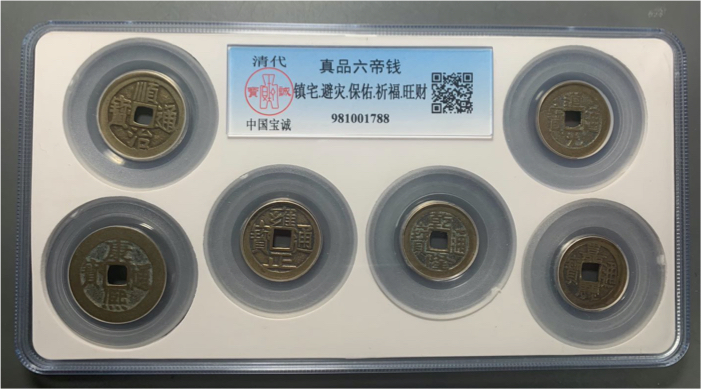 清代
真品六帝钱
寳誠
镇宅.避灾.保佑.祈福.旺财
中国宝诚
981001788
順治通寶
康熙通寶
雍正通寶
乾隆通寶